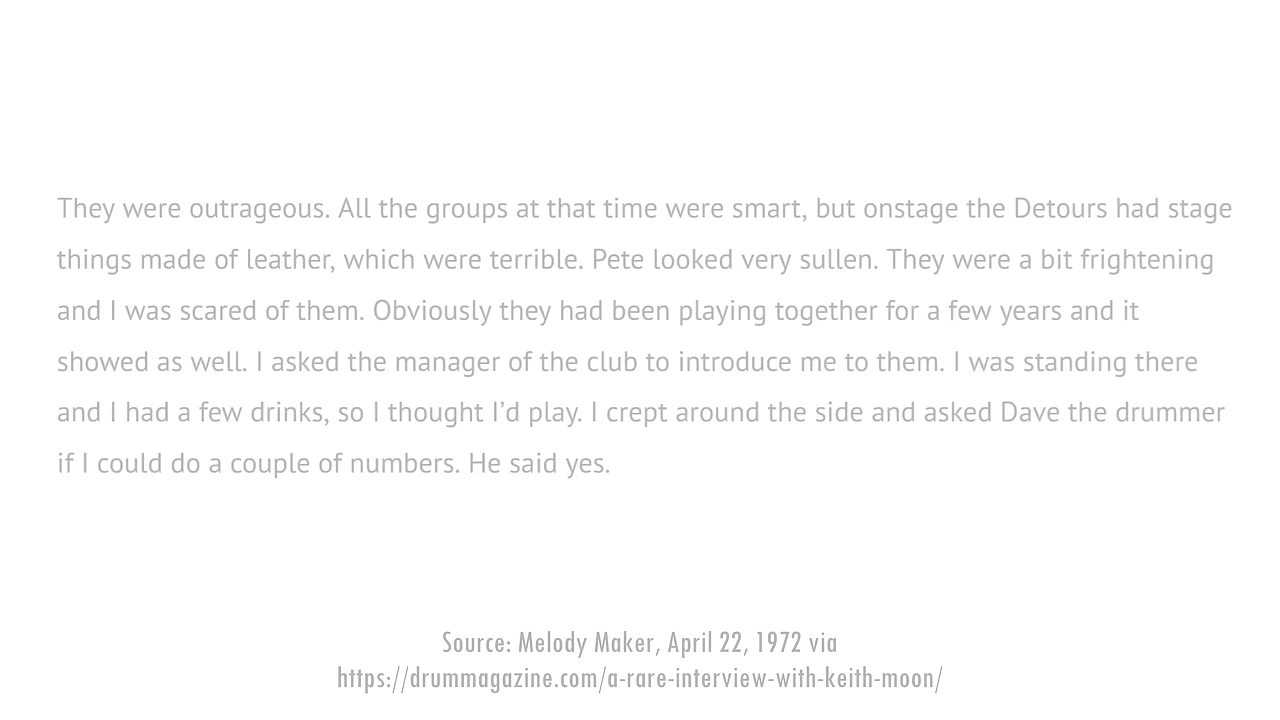 They were outrageous. All the groups at that time were smart, but onstage the Detours had stage
things made of leather, which were terrible. Pete looked very sullen. They were a bit frightening
and I was scared of them. Obviously they had been playing together for a few years and it
showed as well. I asked the manager of the club to introduce me to them. I was standing there
and I had a few drinks, so I thought I’d play. I crept around the side and asked Dave the drummer
if I could do a couple of numbers. He said yes.
Source: Melody Maker, April 22, 1972 via
https://drummagazine.com/a-rare-interview-with-keith-moon/